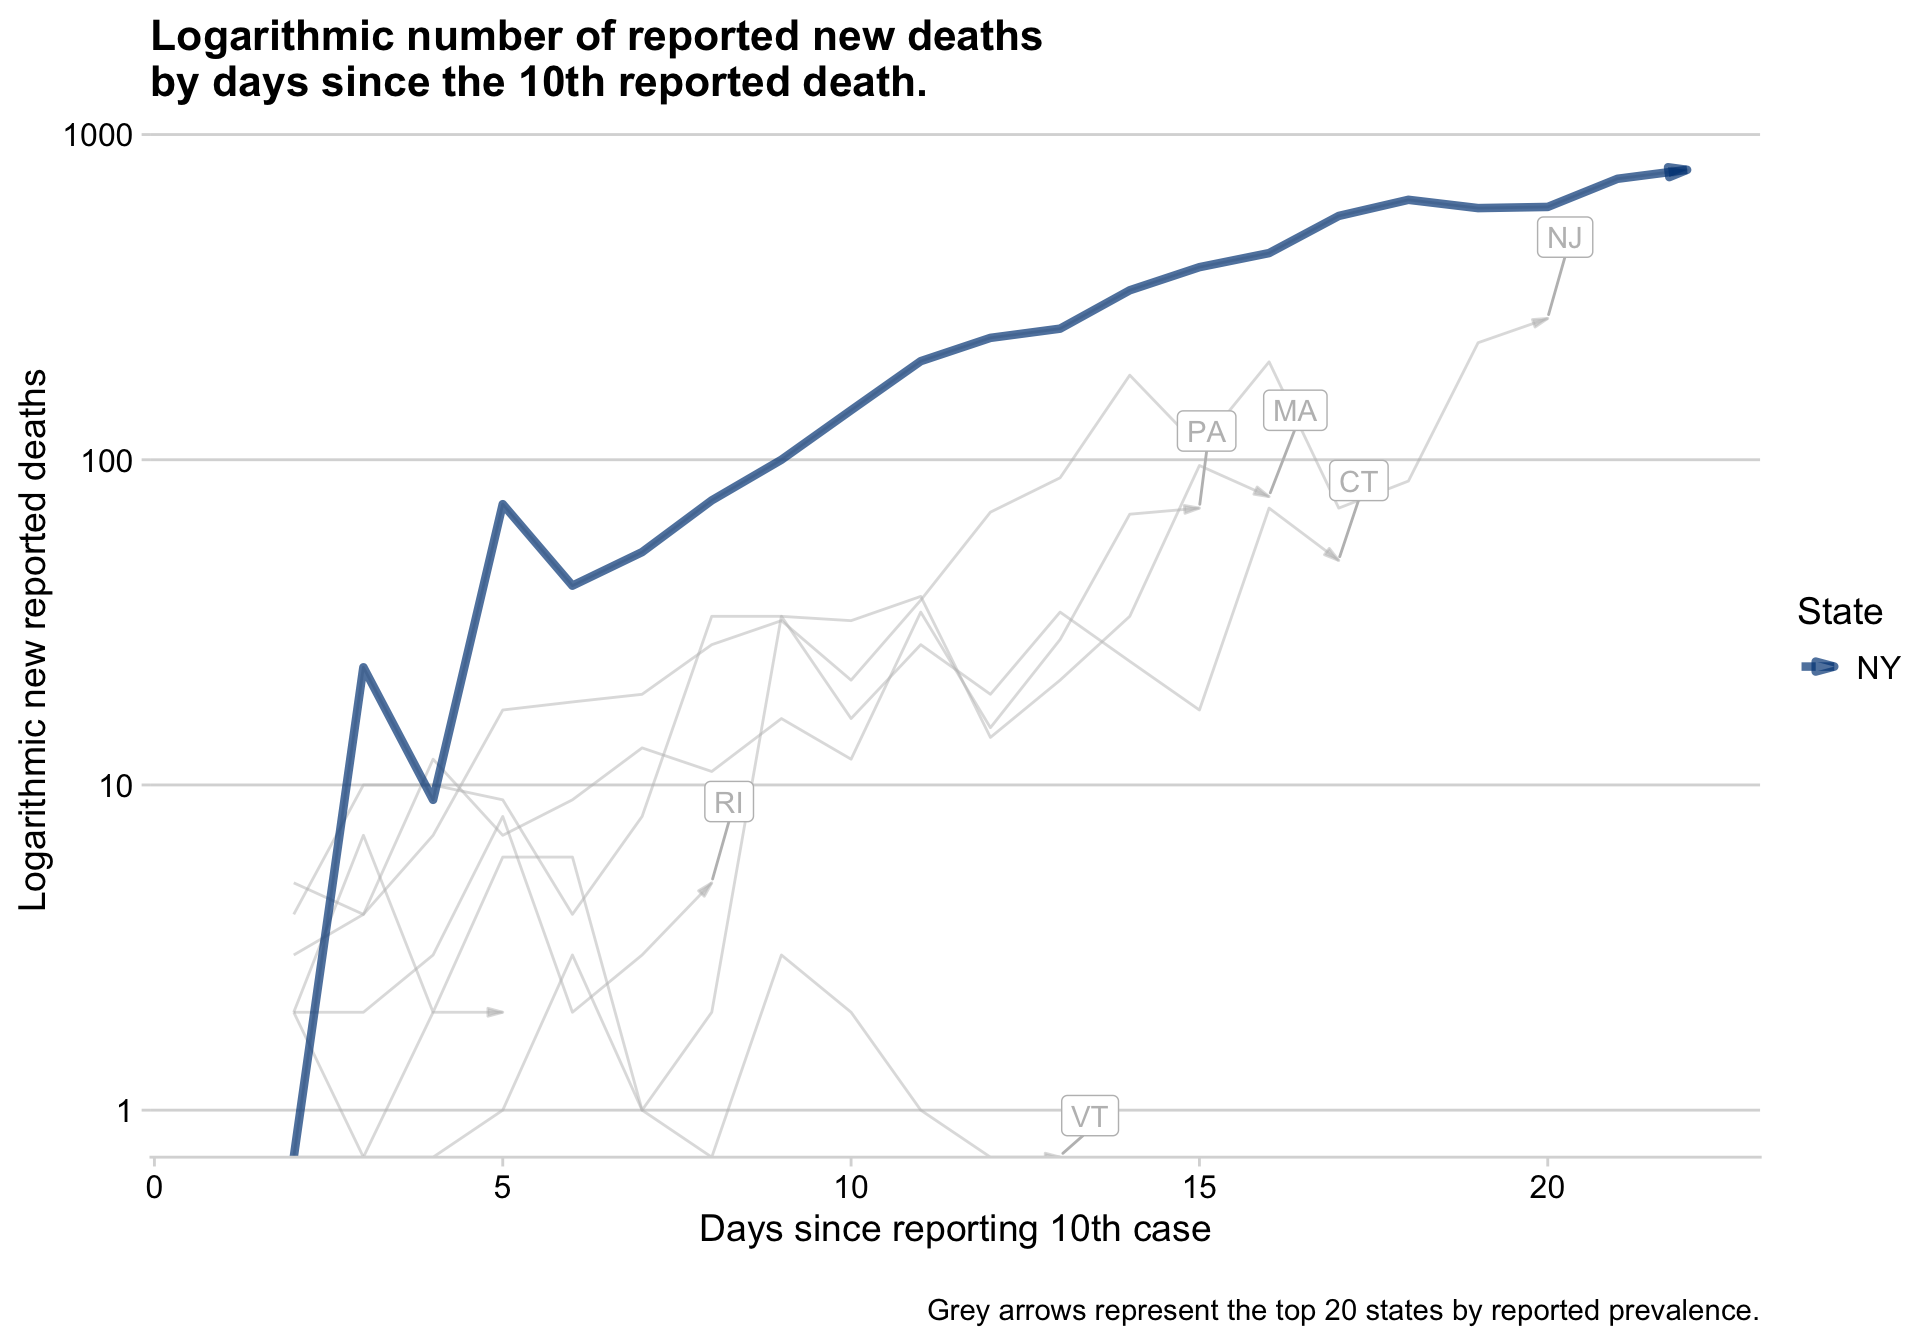 Logarithmic number of reported new deaths
by days since the 10th reported death.
Logarithmic new reported deaths
1000
100
10
1
NJ
MA
PA
CT
RI
VT
State
NY
0 5 10 15 20
Days since reporting 10th case
Grey arrows represent the top 20 states by reported prevalence.